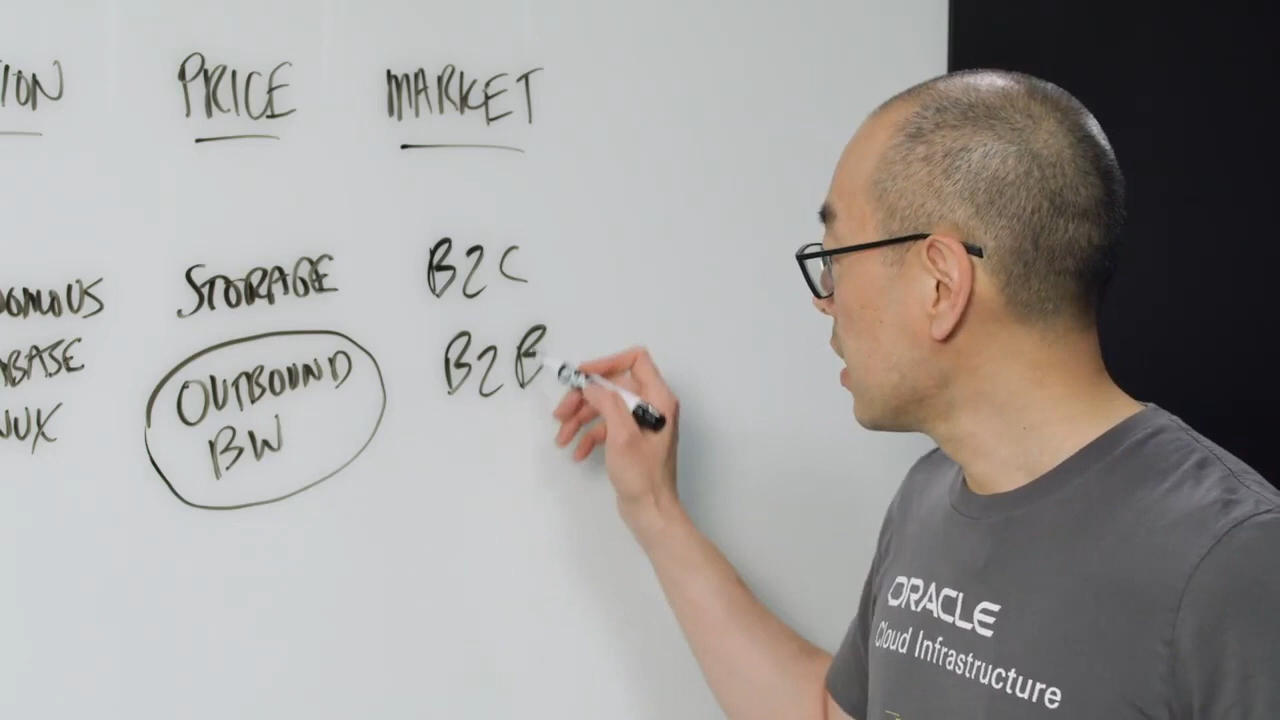 PRICE
MARKET
STORAGE
B2C
OUTBOUND
BW
B2B
ORACLE
Cloud Infrastructure